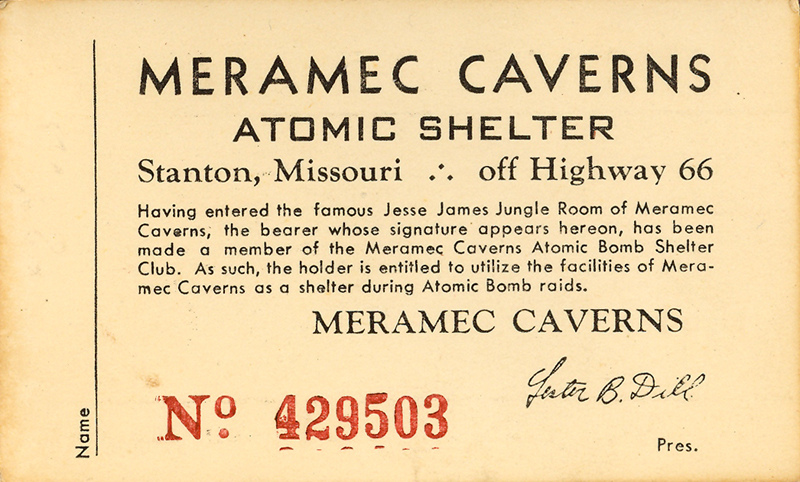 MERAMEC CAVERNS
ATOMIC SHELTER
Stanton, Missouri ∴ off Highway 66
Having entered the famous Jesse James Jungle Room of Meramec
Caverns, the bearer whose signature appears hereon, has been
made a member of the Meramec Caverns Atomic Bomb Shelter
Club. As such, the holder is entitled to utilize the facilities of Mera-
mec Caverns as a shelter during Atomic Bomb raids.
MERAMEC CAVERNS
Lester B. Dill
Nº 429503
Pres.
Name